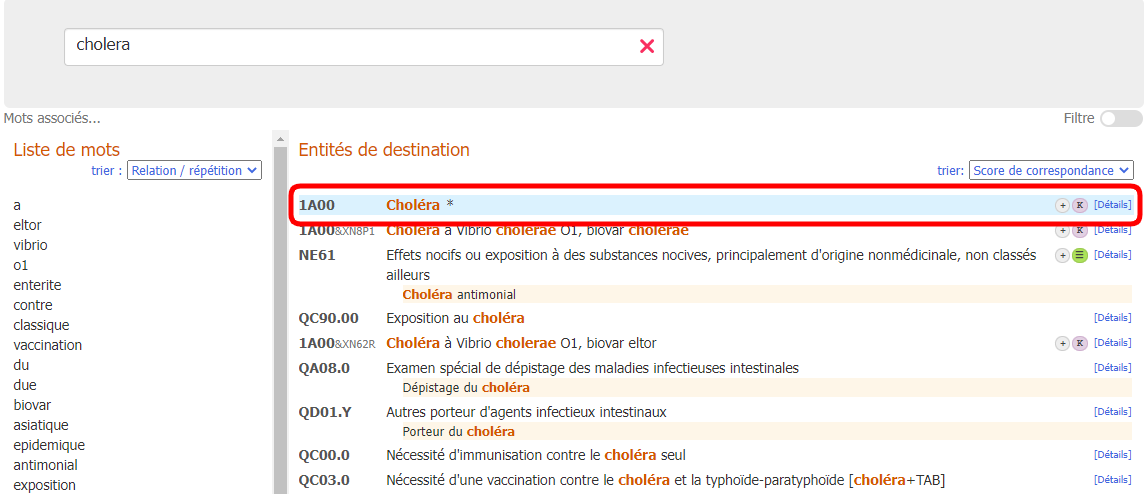 cholera
Mots associés...
Filtre
Liste de mots
trier : Relation / répétition
a
eltor
vibrio
o1
enterite
contre
classique
vaccination
du
due
biovar
asiatique
epidemique
antimonial
exposition
Entités de destination
trier: Score de correspondance
1A00 Choléra * + K [Détails]
1A00&XN8P1 Choléra à Vibrio cholerae O1, biovar cholerae + K [Détails]
NE61 Effets nocifs ou exposition à des substances nocives, principalement d'origine nonmédicinale, non classés + [Détails]
ailleurs
Choléra antimonial
QC90.00 Exposition au choléra [Détails]
1A00&XN62R Choléra à Vibrio cholerae O1, biovar eltor + K [Détails]
QA08.0 Examen spécial de dépistage des maladies infectieuses intestinales [Détails]
Dépistage du choléra
QD01.Y Autres porteur d'agents infectieux intestinaux [Détails]
Porteur du choléra
QC00.0 Nécessité d'immunisation contre le choléra seul [Détails]
QC03.0 Nécessité d'une vaccination contre le choléra et la typhoïde-paratyphoïde [choléra+TAB] [Détails]